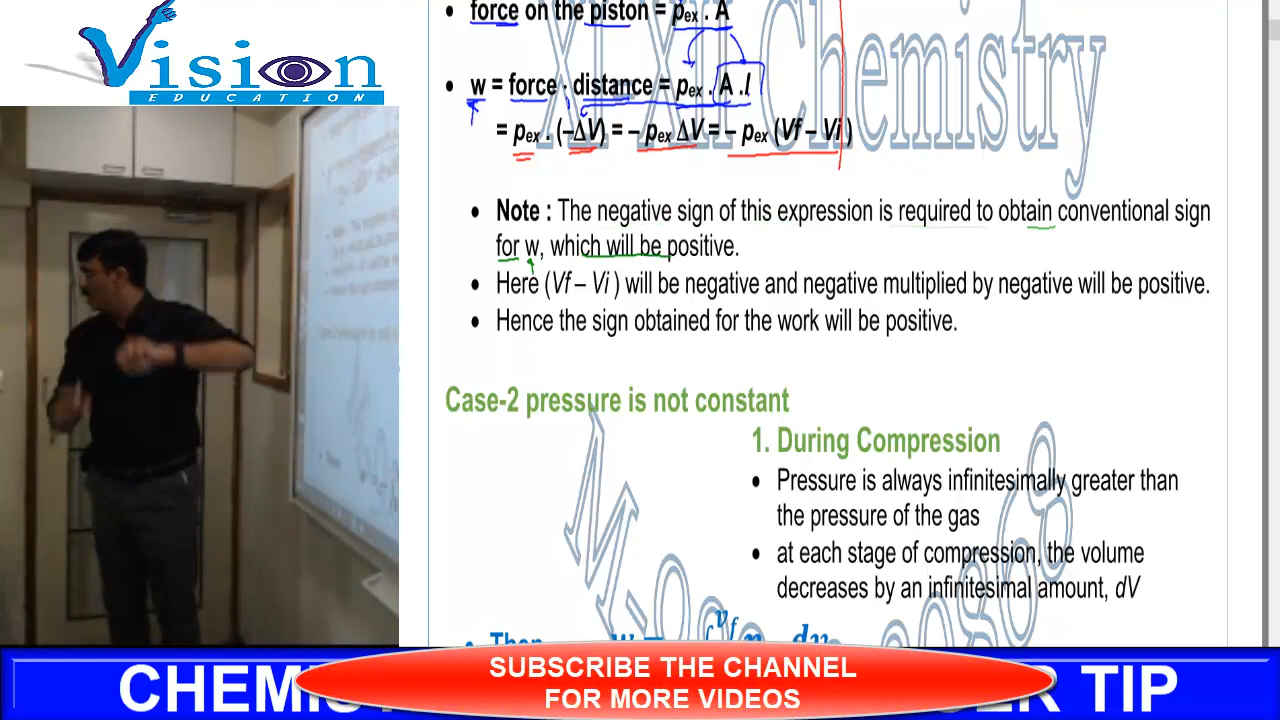 Vision
EDUCATION
XI XII Chemistry
• force on the piston = pex . A
• w = force . distance = pex . A .l
= pex . (–ΔV) = – pex ΔV = – pex (Vf – Vi )
• Note : The negative sign of this expression is required to obtain conventional sign
for w, which will be positive.
• Here (Vf – Vi ) will be negative and negative multiplied by negative will be positive.
• Hence the sign obtained for the work will be positive.
Case-2 pressure is not constant
1. During Compression
• Pressure is always infinitesimally greater than
the pressure of the gas
• at each stage of compression, the volume
decreases by an infinitesimal amount, dV
• Then
SUBSCRIBE THE CHANNEL
FOR MORE VIDEOS
TIP